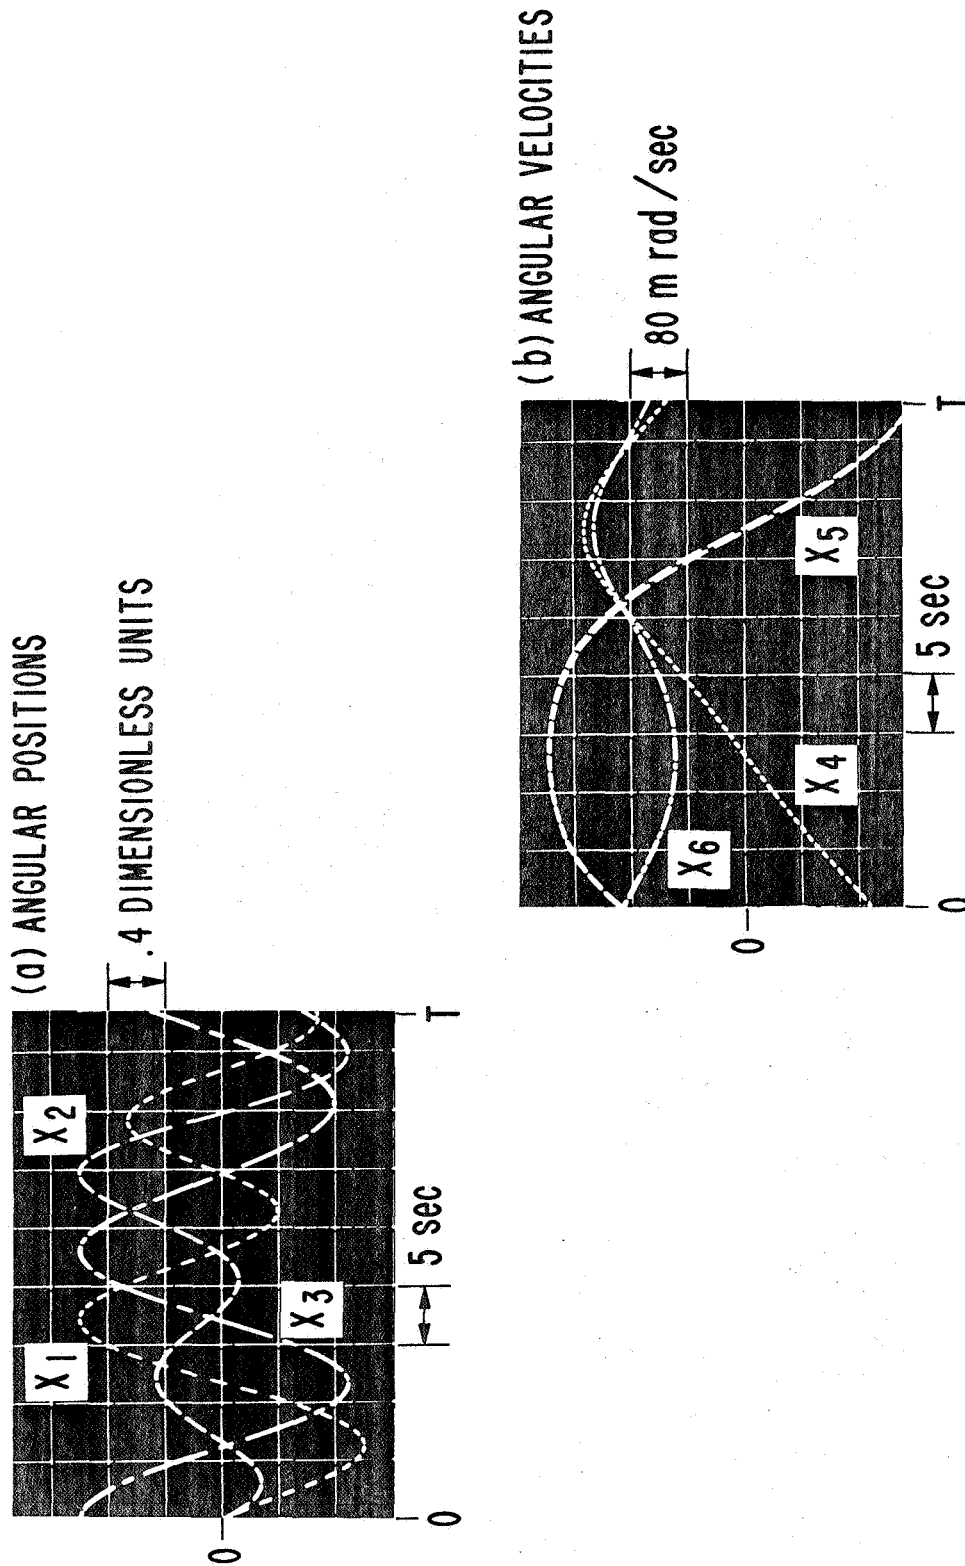 (a) ANGULAR POSITIONS
.4 DIMENSIONLESS UNITS
X1
X2
X3
0
5 sec
0
T
(b) ANGULAR VELOCITIES
80 m rad/sec
X6
X4
X5
0
5 sec
0
T